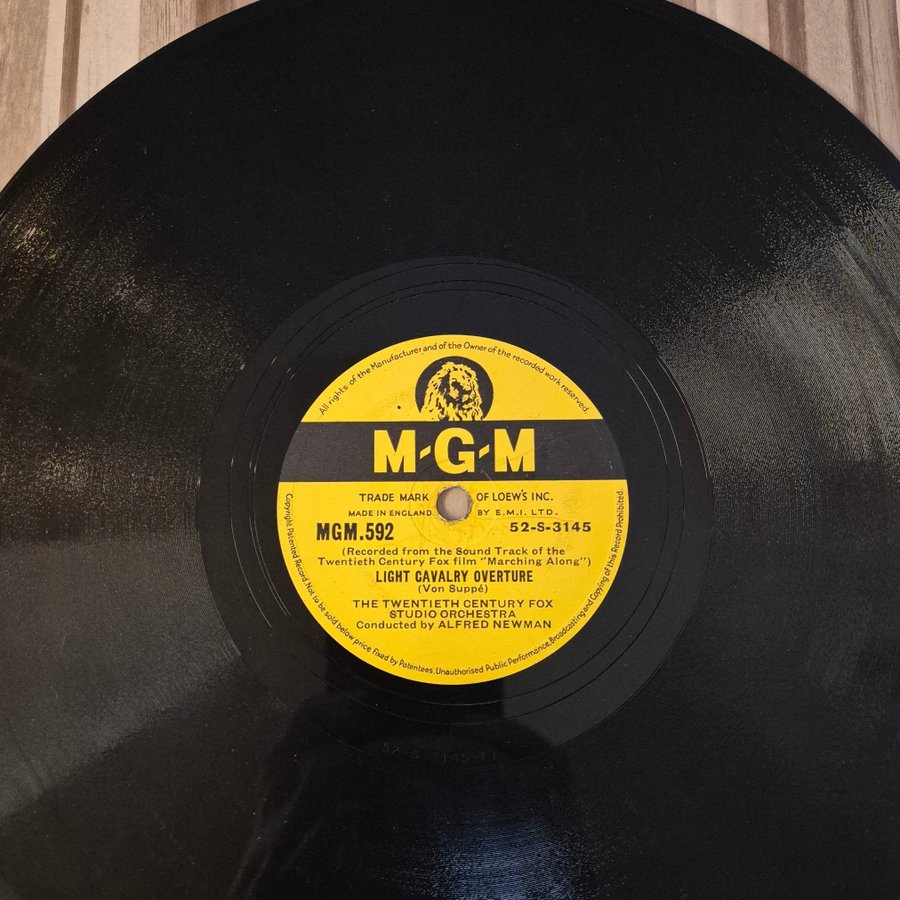 All rights of the Manufacturer and of the Owner of the recorded work reserved.
M-G-M
TRADE MARK OF LOEW'S INC.
MADE IN ENGLAND BY E.M.I. LTD.
MGM.592 52-S-3145
(Recorded from the Sound Track of the
Twentieth Century Fox film "Marching Along")
LIGHT CAVALRY OVERTURE
(Von Suppé)
THE TWENTIETH CENTURY FOX
STUDIO ORCHESTRA
Conducted by ALFRED NEWMAN
Copyright Patented Record. Not to be sold below price fixed by Patentees. Unauthorised Public Performance, Broadcasting and Copying of this Record Prohibited.